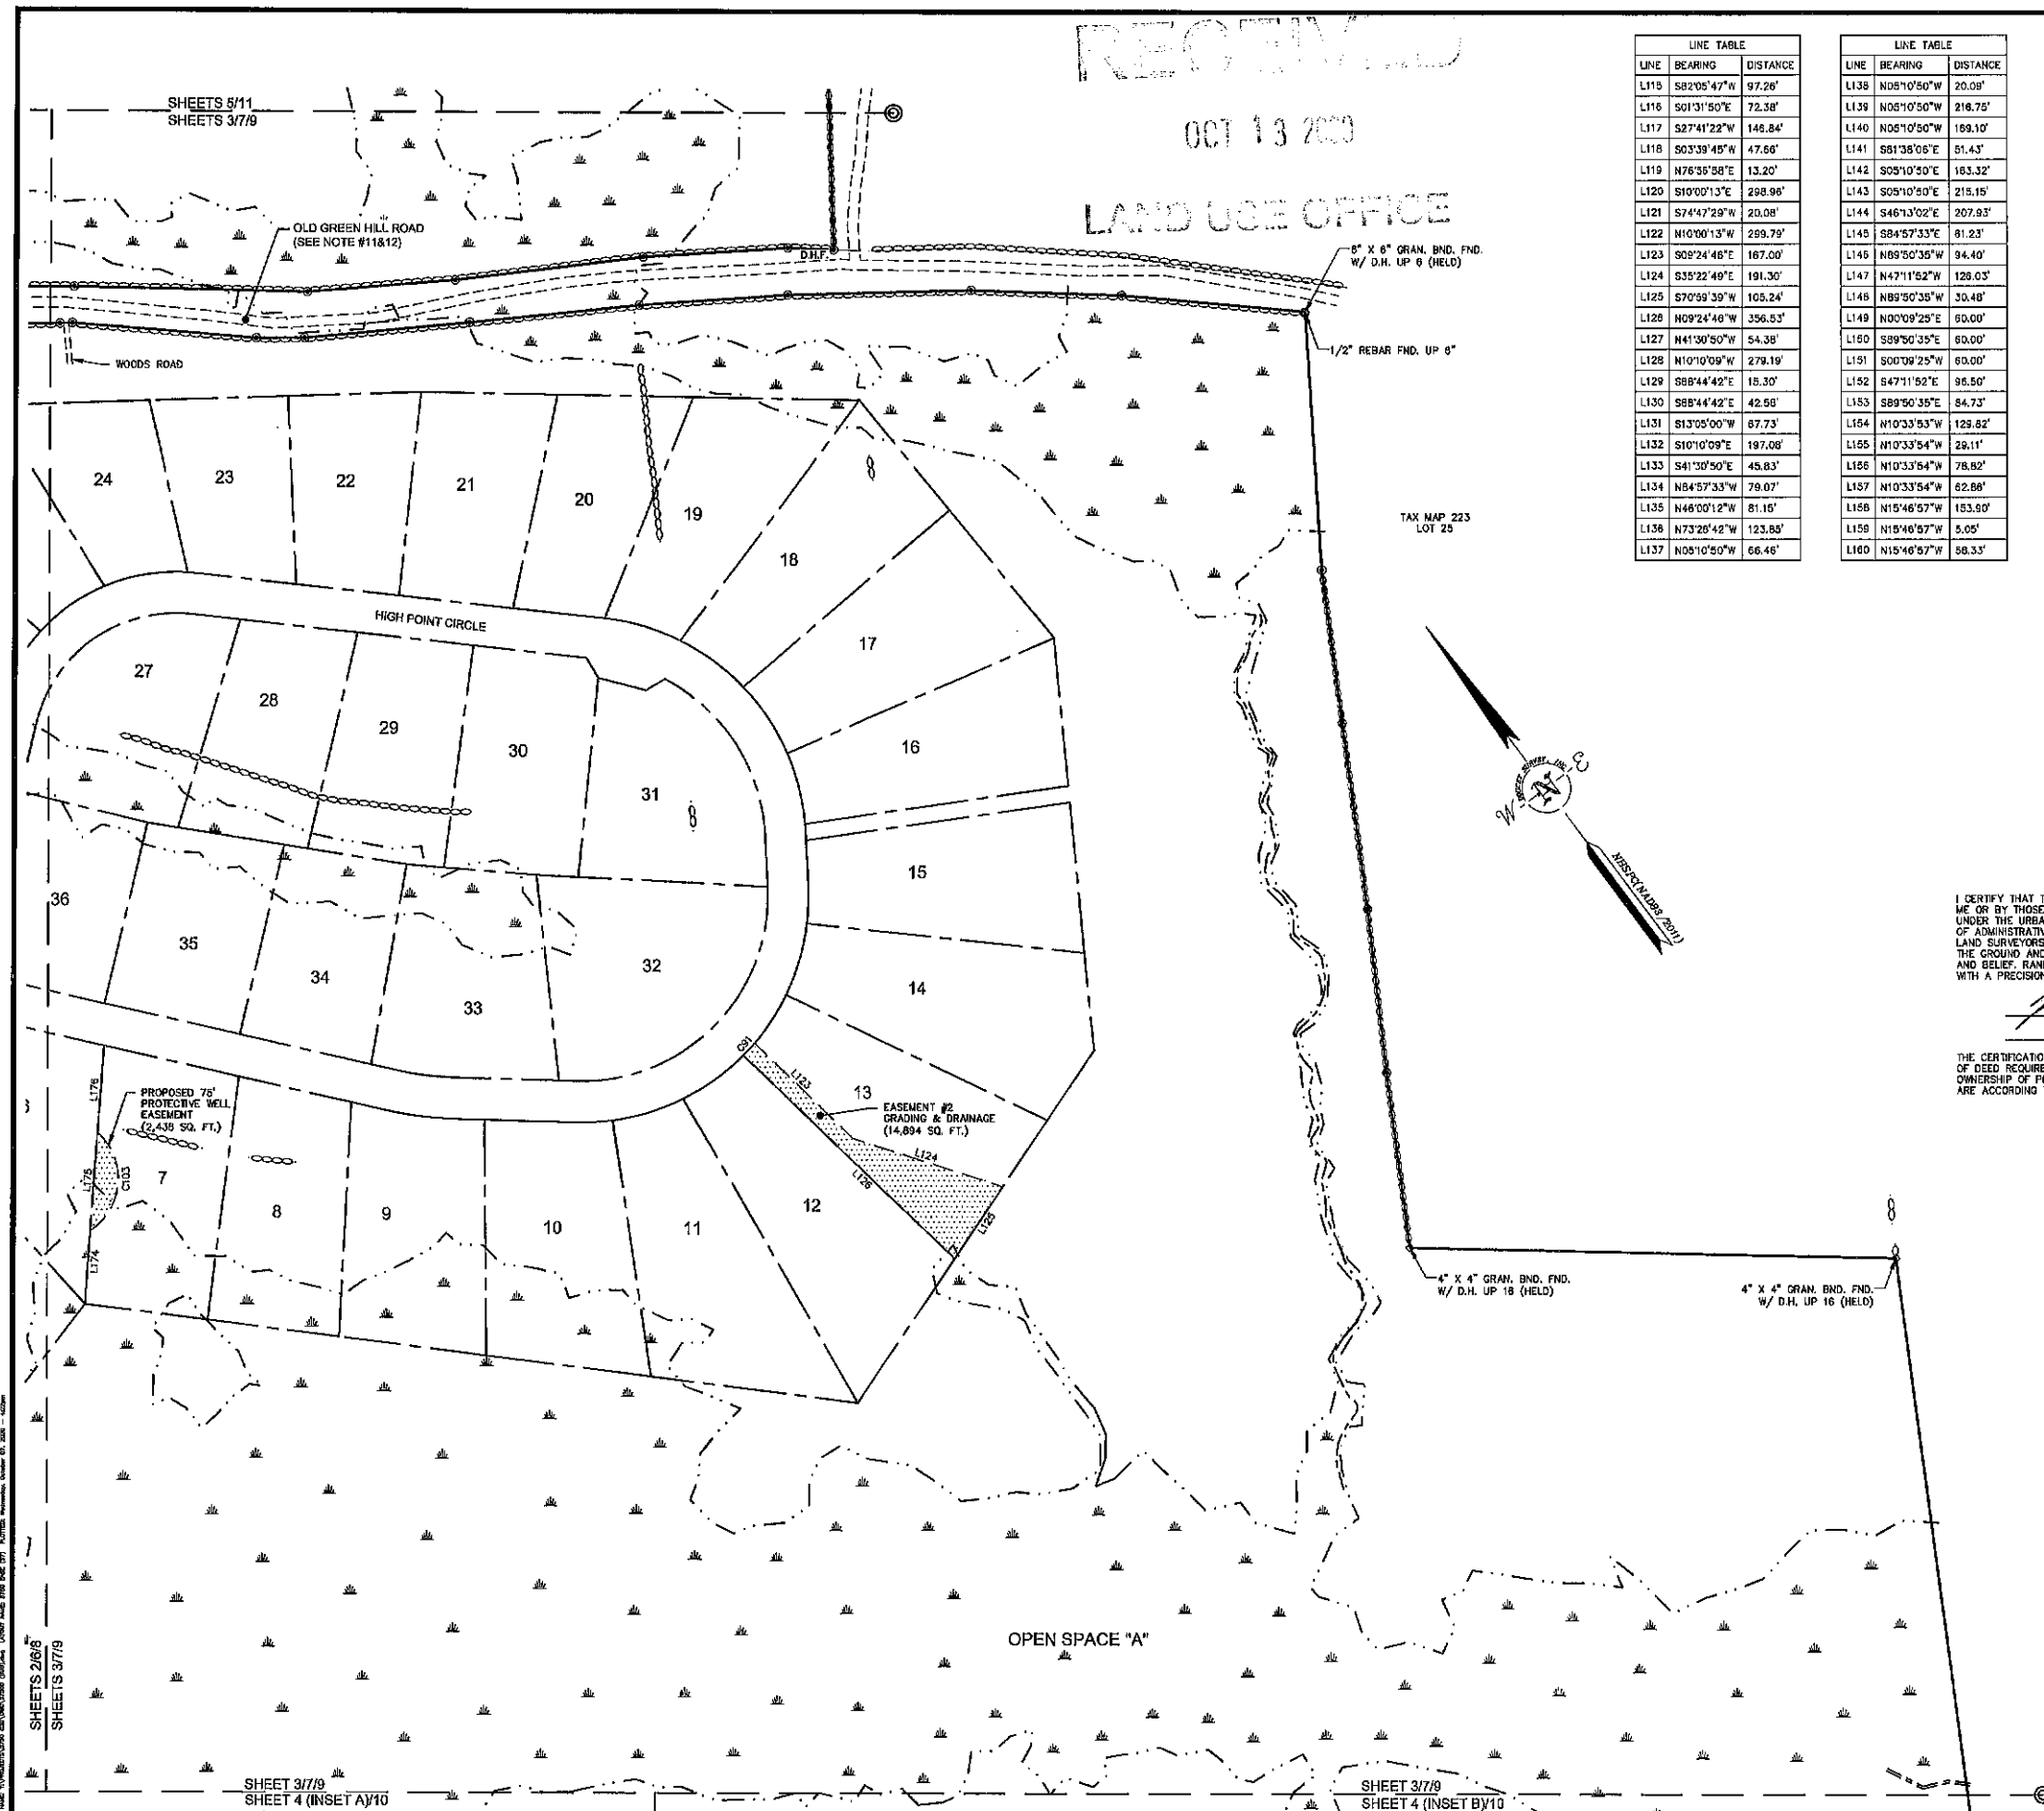 RECEIVED
OCT 13 20
LAND USE OFFICE
SHEETS 5/11
SHEETS 3/7/9
OLD GREEN HILL ROAD
(SEE NOTE #11&12)
D.H.F.
6" X 6" GRAN. BND. FND.
W/ D.H. UP 6 (HELD)
1/2" REBAR FND. UP 6"
WOODS ROAD
TAX MAP 223
LOT 25
24
23
22
21
20
19
18
17
16
15
14
13
12
11
10
9
8
7
HIGH POINT CIRCLE
27
28
29
30
31
32
33
34
35
36
LINE TABLE
LINE BEARING DISTANCE
L115 S82°05'47"W 97.26'
L116 S01°31'50"E 72.38'
L117 S27°41'22"W 146.84'
L118 S03°39'45"W 47.66'
L119 N76°56'58"E 13.20'
L120 S10°00'13"E 298.96'
L121 S74°47'29"W 20.08'
L122 N10°00'13"W 299.79'
L123 S09°24'46"E 167.00'
L124 S35°22'49"E 191.30'
L125 S70°59'39"W 105.24'
L126 N09°24'46"W 356.53'
L127 N41°30'50"W 54.38'
L128 N10°10'09"W 279.19'
L129 S88°44'42"E 15.30'
L130 S88°44'42"E 42.58'
L131 S13°05'00"W 67.73'
L132 S10°10'09"E 197.08'
L133 S41°30'50"E 45.83'
L134 N84°57'33"W 79.07'
L135 N46°00'12"W 81.15'
L136 N73°26'42"W 123.85'
L137 N05°10'50"W 66.46'
LINE TABLE
LINE BEARING DISTANCE
L138 N05°10'50"W 20.09'
L139 N05°10'50"W 216.75'
L140 N05°10'50"W 169.10'
L141 S81°38'06"E 51.43'
L142 S05°10'50"E 163.32'
L143 S05°10'50"E 215.15'
L144 S46°13'02"E 207.93'
L145 S84°57'33"E 61.23'
L146 N89°50'35"W 94.40'
L147 N47°11'52"W 126.03'
L148 N89°50'35"W 30.48'
L149 N00°09'25"E 60.00'
L150 S89°50'35"E 60.00'
L151 S00°09'25"W 60.00'
L152 S47°11'52"E 96.50'
L153 S89°50'35"E 84.73'
L154 N10°33'53"W 129.82'
L155 N10°33'54"W 29.11'
L156 N10°33'54"W 78.82'
L157 N10°33'54"W 62.86'
L158 N15°46'57"W 153.90'
L159 N15°46'57"W 5.05'
L160 N15°46'57"W 58.33'
W
N
E
NHSPC(NAD83/2011)
I CERTIFY THAT T
ME OR BY THOSE
UNDER THE URBA
OF ADMINISTRATIV
LAND SURVEYORS
THE GROUND AND
AND BELIEF. RAN
WITH A PRECISION
THE CERTIFICATIO
OF DEED REQUIRE
OWNERSHIP OF P
ARE ACCORDING
L176
L175
C103
L174
PROPOSED 75'
PROTECTIVE WELL
EASEMENT
(2,438 SQ. FT.)
C91
L123
L124
L125
L126
EASEMENT #2
GRADING & DRAINAGE
(14,894 SQ. FT.)
4" X 4" GRAN. BND. FND.
W/ D.H. UP 16 (HELD)
4" X 4" GRAN. BND. FND.
W/ D.H. UP 16 (HELD)
OPEN SPACE "A"
SHEETS 2/6/8
SHEETS 3/7/9
SHEET 3/7/9
SHEET 4 (INSET A)/10
SHEET 3/7/9
SHEET 4 (INSET B)/10